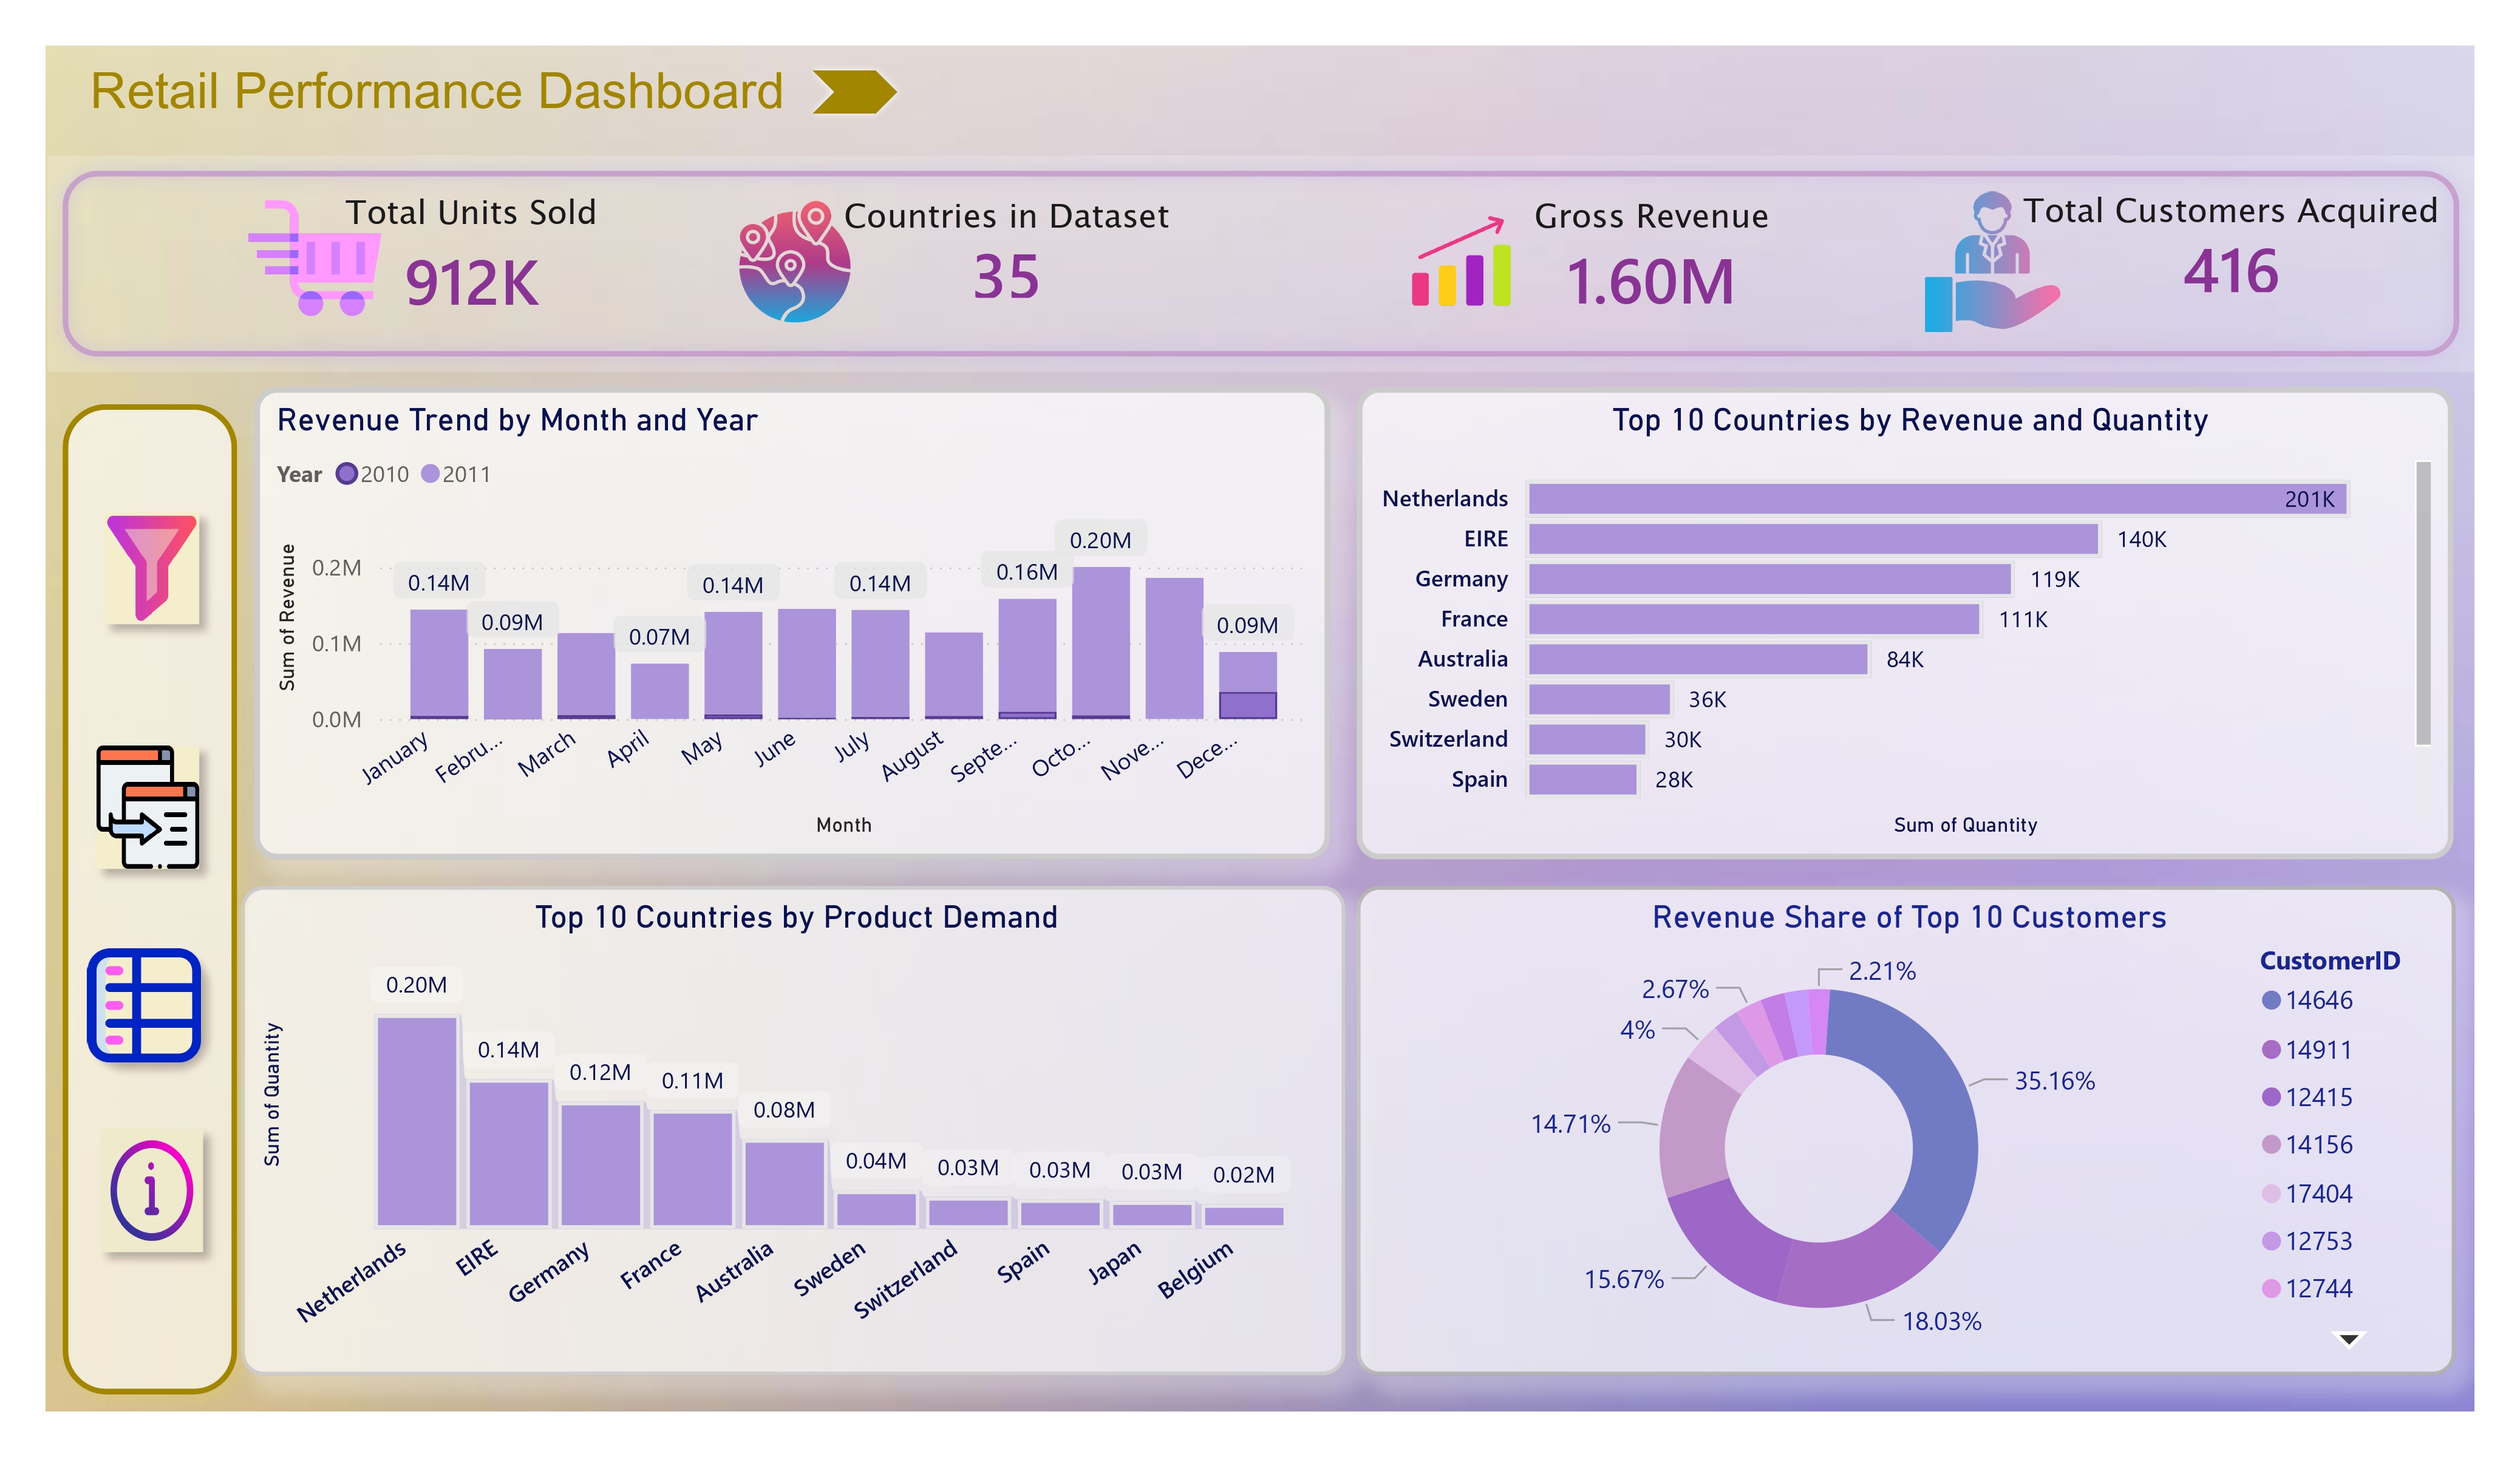 Retail Performance Dashboard
Total Units Sold
912K
Countries in Dataset
35
Gross Revenue
1.60M
Total Customers Acquired
416
Revenue Trend by Month and Year
Year 2010 2011
Sum of Revenue
0.2M
0.1M
0.0M
0.14M
0.09M
0.07M
0.14M
0.14M
0.16M
0.20M
0.09M
January
Febru...
March
April
May
June
July
August
Septe...
Octo...
Nove...
Dece...
Month
Top 10 Countries by Revenue and Quantity
Netherlands 201K
EIRE 140K
Germany 119K
France 111K
Australia 84K
Sweden 36K
Switzerland 30K
Spain 28K
Sum of Quantity
Top 10 Countries by Product Demand
Sum of Quantity
0.20M
0.14M
0.12M
0.11M
0.08M
0.04M
0.03M
0.03M
0.03M
0.02M
Netherlands
EIRE
Germany
France
Australia
Sweden
Switzerland
Spain
Japan
Belgium
Revenue Share of Top 10 Customers
2.21%
2.67%
4%
35.16%
14.71%
15.67%
18.03%
CustomerID
14646
14911
12415
14156
17404
12753
12744
i